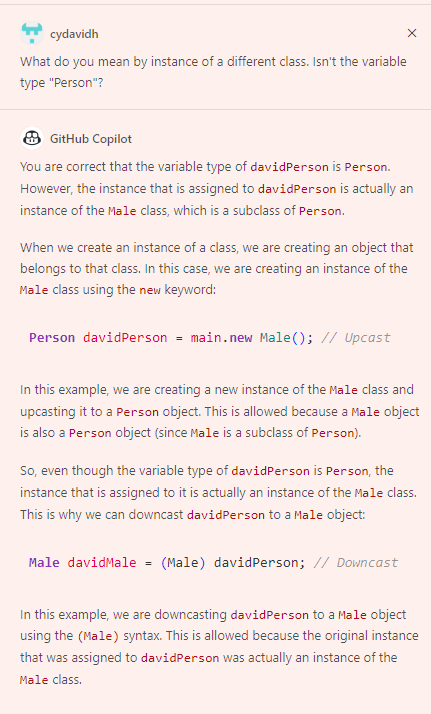 cydavidh
What do you mean by instance of a different class. Isn't the variable
type "Person"?
GitHub Copilot
You are correct that the variable type of davidPerson is Person.
However, the instance that is assigned to davidPerson is actually an
instance of the Male class, which is a subclass of Person.
When we create an instance of a class, we are creating an object that
belongs to that class. In this case, we are creating an instance of the
Male class using the new keyword:
Person davidPerson = main.new Male(); // Upcast
In this example, we are creating a new instance of the Male class and
upcasting it to a Person object. This is allowed because a Male object
is also a Person object (since Male is a subclass of Person).
So, even though the variable type of davidPerson is Person, the
instance that is assigned to it is actually an instance of the Male class.
This is why we can downcast davidPerson to a Male object:
Male davidMale = (Male) davidPerson; // Downcast
In this example, we are downcasting davidPerson to a Male object
using the (Male) syntax. This is allowed because the original instance
that was assigned to davidPerson was actually an instance of the
Male class.